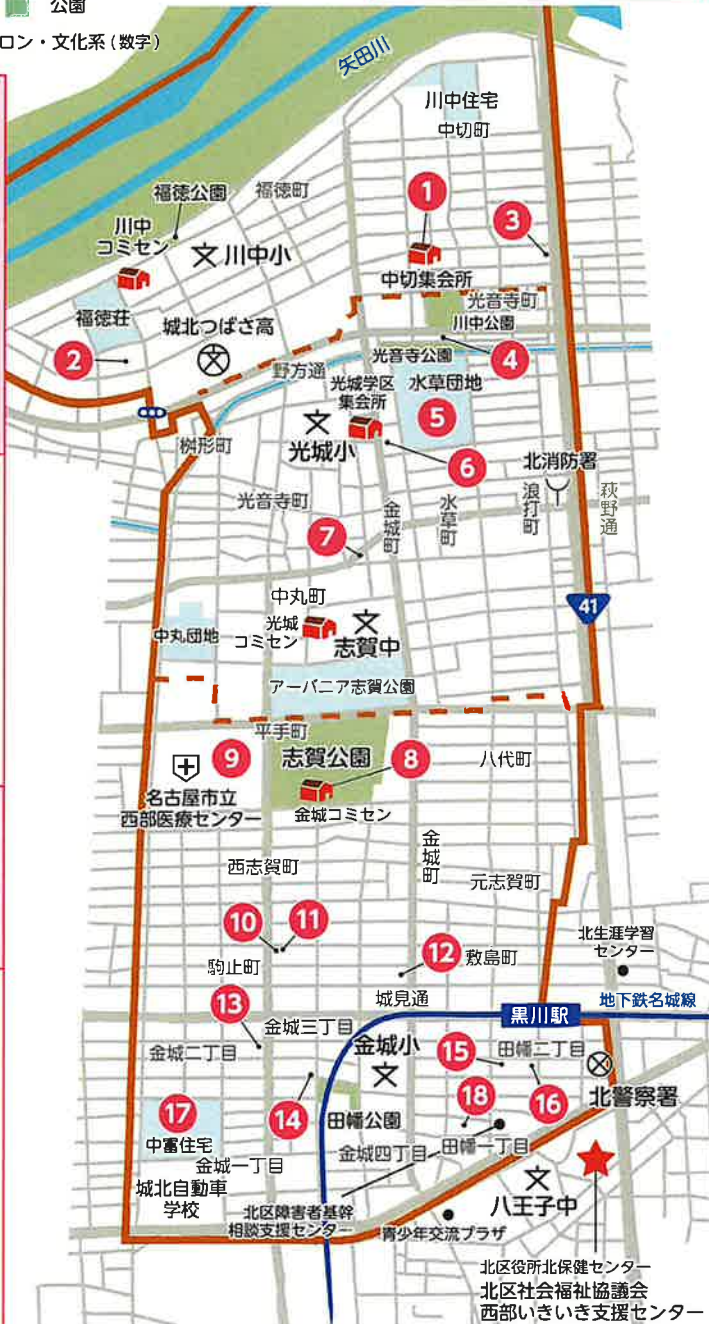 公園
ロン・文化系(数字)
矢田川
川中住宅
中切町
1
福徳公園
福徳町
3
川中
コミセン
川中小
中切集会所
光音寺町
福徳荘
城北つばさ高
川中公園
2
野方通
光音寺公園
4
光城学区
集会所
水草団地
5
光城小
桝形町
6
北消防署
光音寺町
金城町
水草町
浪打町
萩野通
7
中丸町
41
中丸団地
光城
コミセン
志賀中
アーバニア志賀公園
平手町
9
志賀公園
8
八代町
名古屋市立
西部医療センター
金城コミセン
金城町
西志賀町
元志賀町
10
11
北生涯学習
センター
12
敷島町
駒止町
13
城見通
黒川駅
地下鉄名城線
金城三丁目
金城二丁目
金城小
15
田幡二丁目
16
北警察署
17
14
田幡公園
18
中冨住宅
金城一丁目
金城四丁目
田幡一丁目
城北自動車
学校
八王子中
北区障害者基幹
相談支援センター
青少年交流プラザ
北区役所北保健センター
北区社会福祉協議会
西部いきいき支援センター